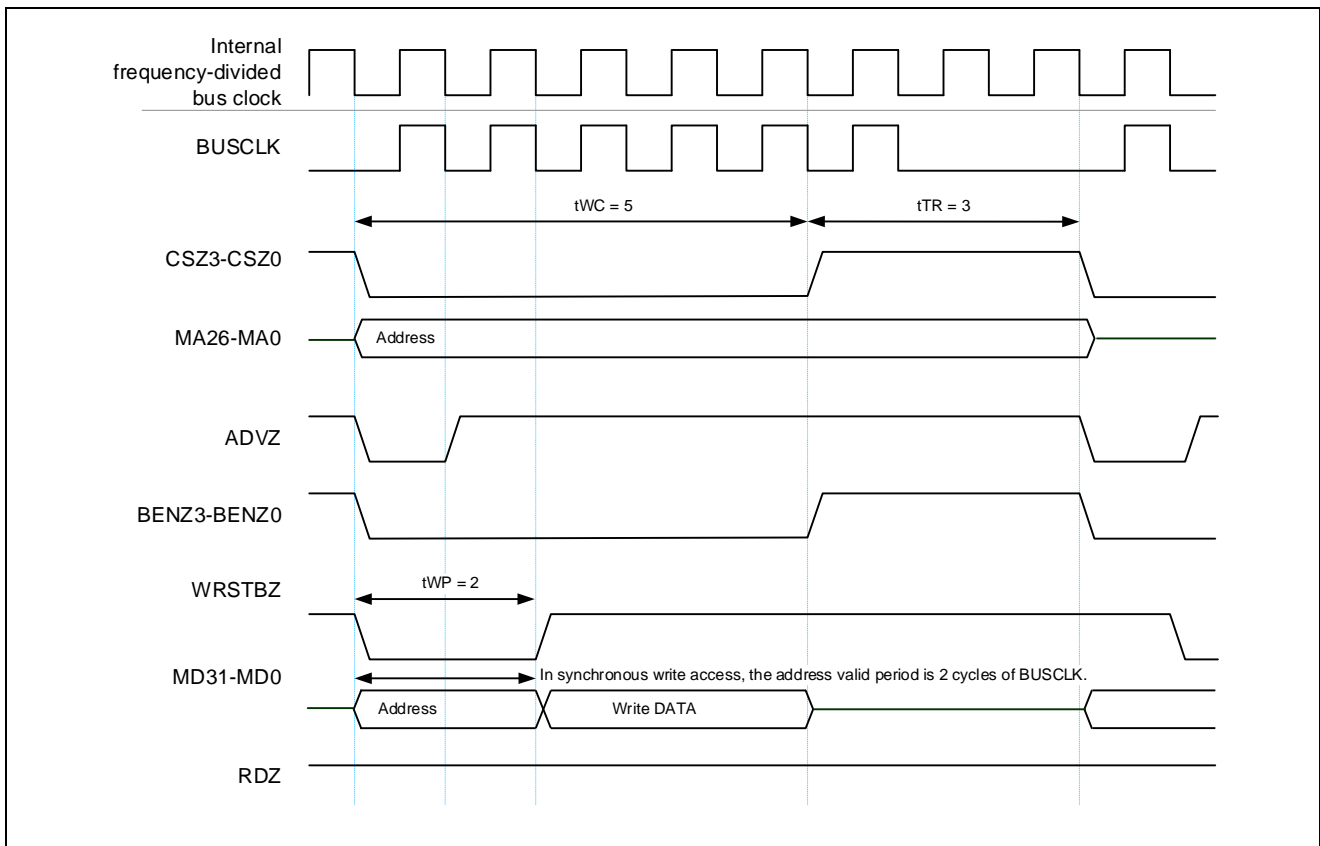 Internal
frequency-divided
bus clock
BUSCLK
tWC = 5
tTR = 3
CSZ3-CSZ0
MA26-MA0
Address
ADVZ
BENZ3-BENZ0
WRSTBZ
tWP = 2
MD31-MD0
In synchronous write access, the address valid period is 2 cycles of BUSCLK.
Address
Write DATA
RDZ